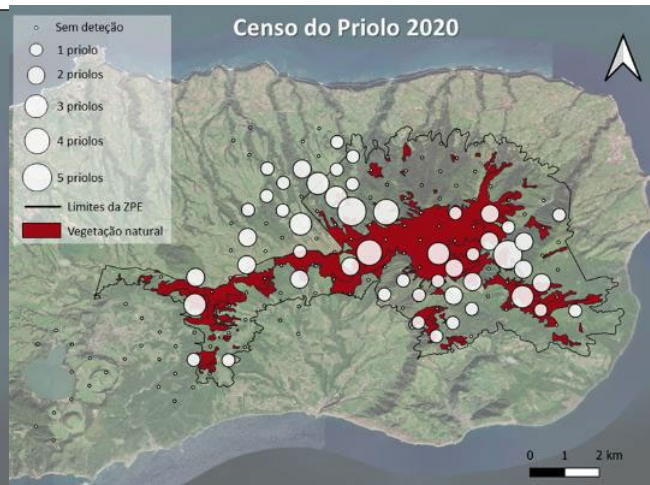 Censo do Priolo 2020
Sem deteção
1 priolo
2 priolos
3 priolos
4 priolos
5 priolos
Limites da ZPE
Vegetação natural
0 1 2 km